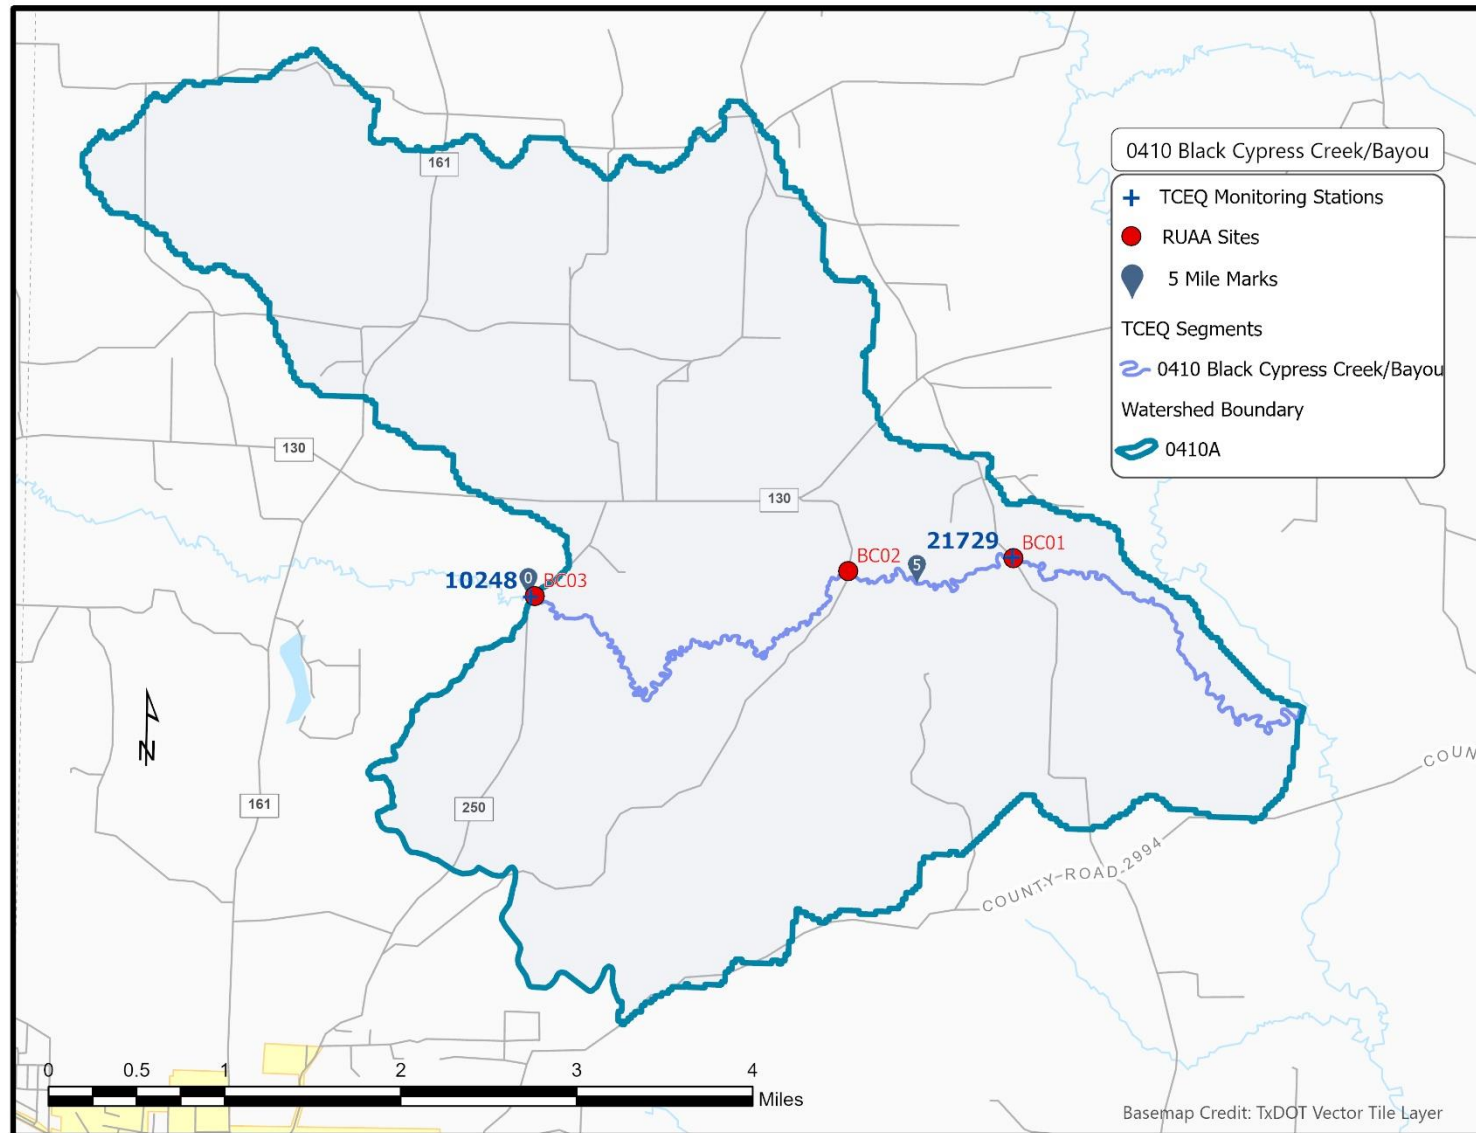 0410 Black Cypress Creek/Bayou
TCEQ Monitoring Stations
RUAA Sites
5 Mile Marks
TCEQ Segments
0410 Black Cypress Creek/Bayou
Watershed Boundary
0410A
161
130
130
21729
BC01
BC02
5
10248
0
BC03
N
161
250
COUN
COUNTY ROAD 2994
0 0.5 1 2 3 4
Miles
Basemap Credit: TxDOT Vector Tile Layer